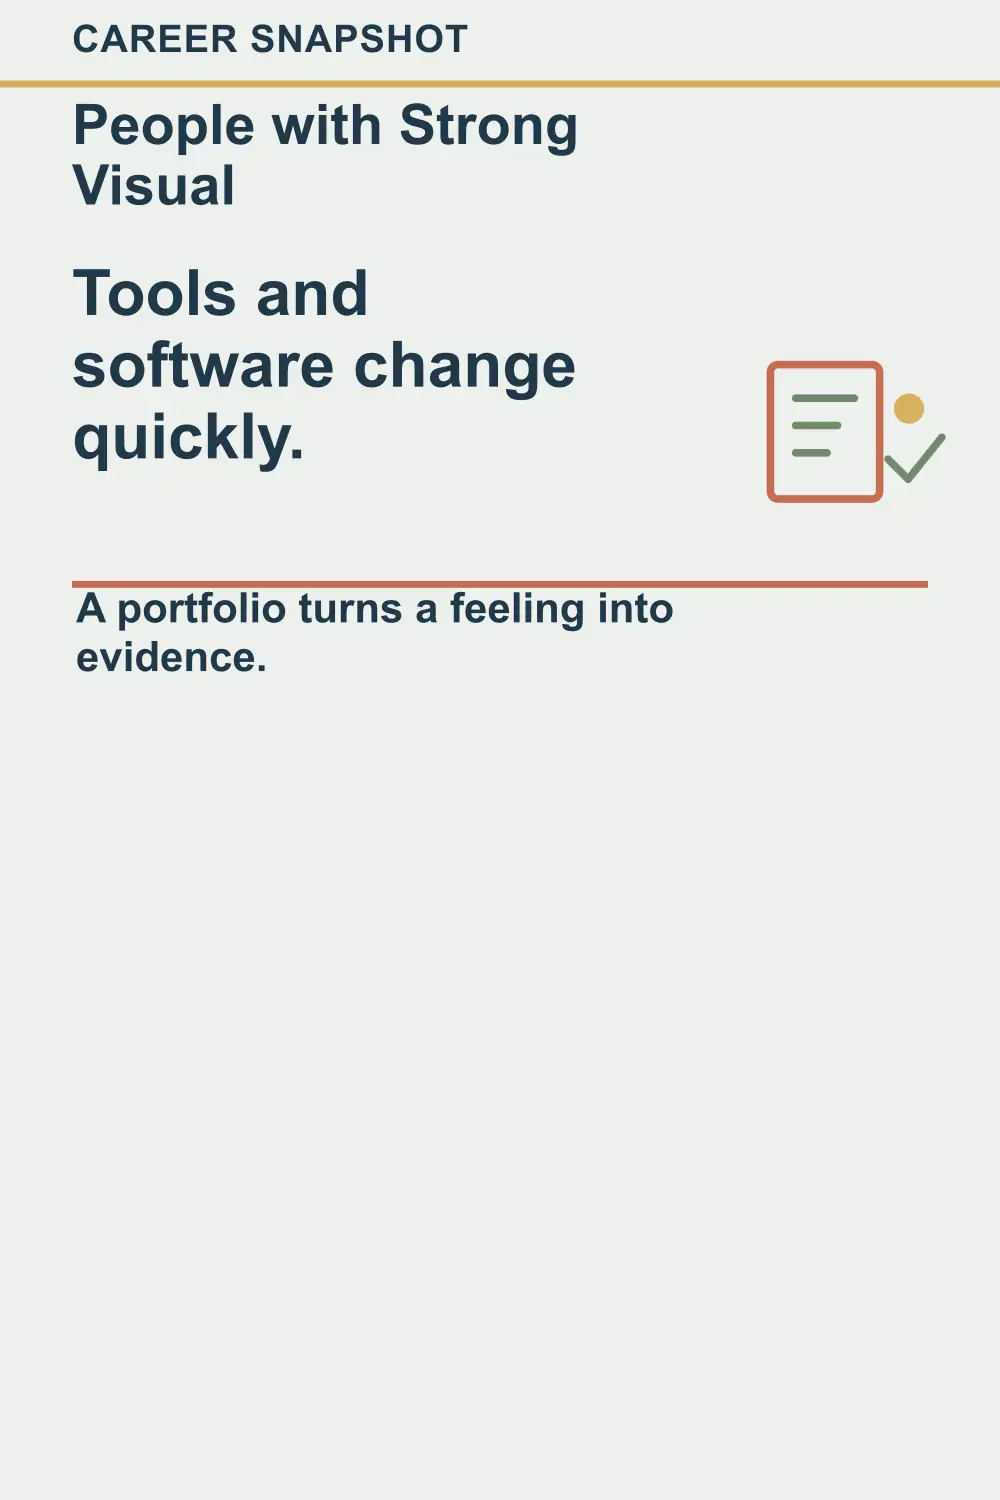 CAREER SNAPSHOT
People with Strong
Visual
Tools and
software change
quickly.
A portfolio turns a feeling into
evidence.